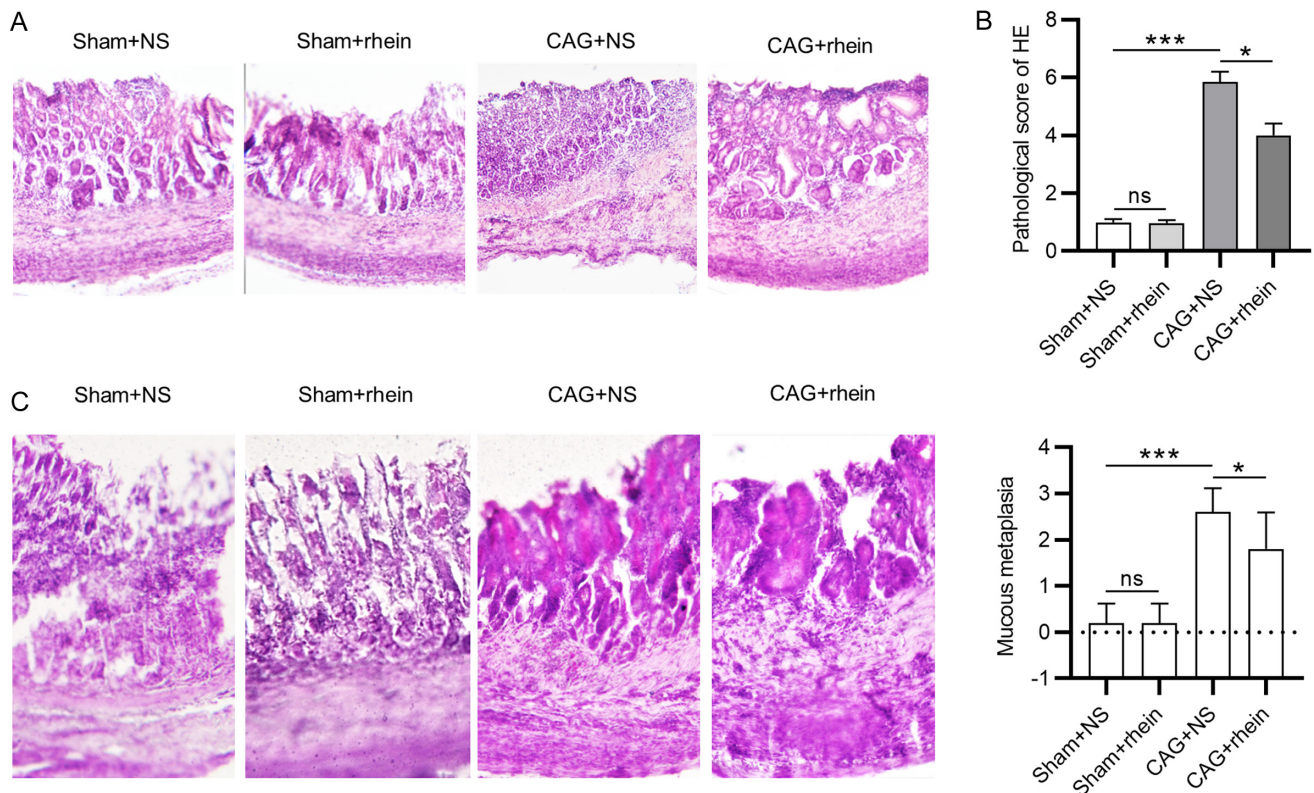 A
Sham+NS
Sham+rhein
CAG+NS
CAG+rhein
B
Pathological score of HE
8
6
4
2
0
***
*
ns
Sham+NS
Sham+rhein
CAG+NS
CAG+rhein
C
Sham+NS
Sham+rhein
CAG+NS
CAG+rhein
Mucous metaplasia
4
3
2
1
0
-1
***
*
ns
Sham+NS
Sham+rhein
CAG+NS
CAG+rhein